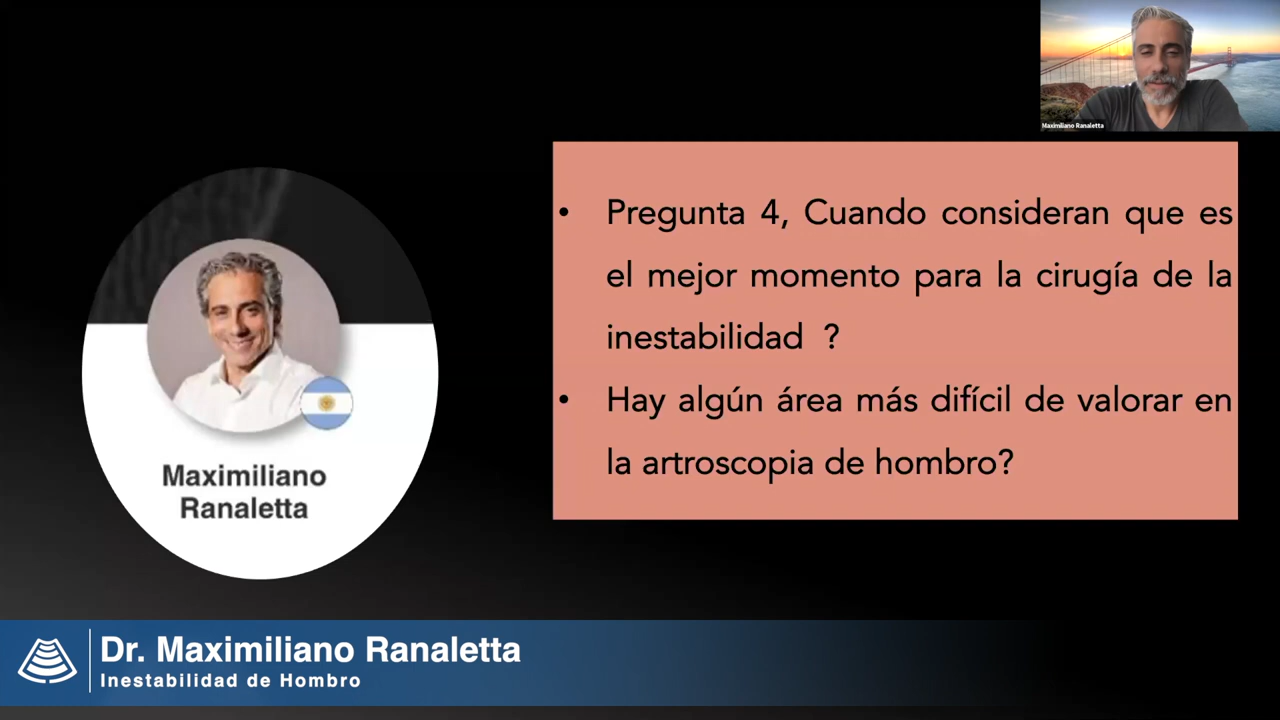 Maximiliano Ranaletta
• Pregunta 4, Cuando consideran que es
el mejor momento para la cirugía de la
inestabilidad ?
• Hay algún área más difícil de valorar en
la artroscopia de hombro?
Maximiliano
Ranaletta
Dr. Maximiliano Ranaletta
Inestabilidad de Hombro